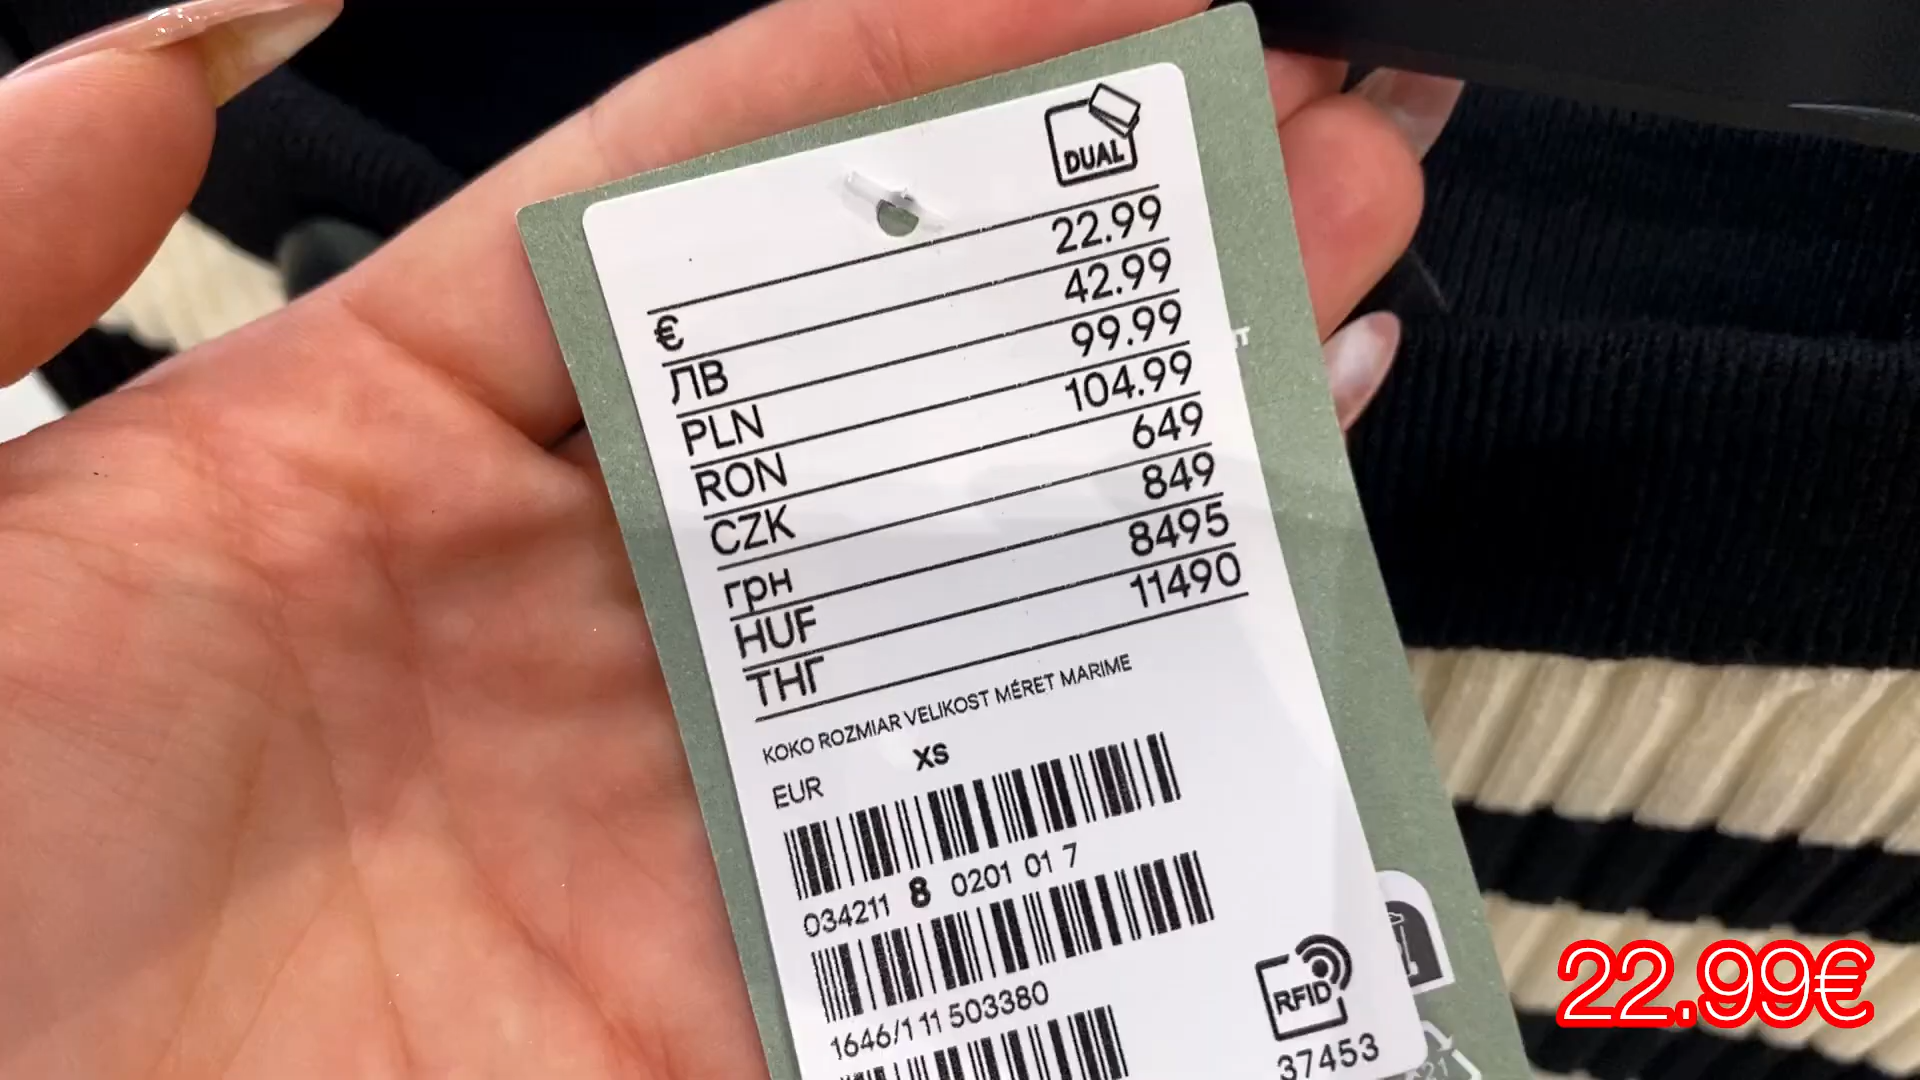 DUAL
€ 22.99
ЛВ 42.99
PLN 99.99
RON 104.99
CZK 649
грн 849
HUF 8495
ТНГ 11490
KOKO ROZMIAR VELIKOST MÉRET MARIME
EUR XS
034211 8 0201 01 7
1646/1 11 503380
RFID
37453
22.99€